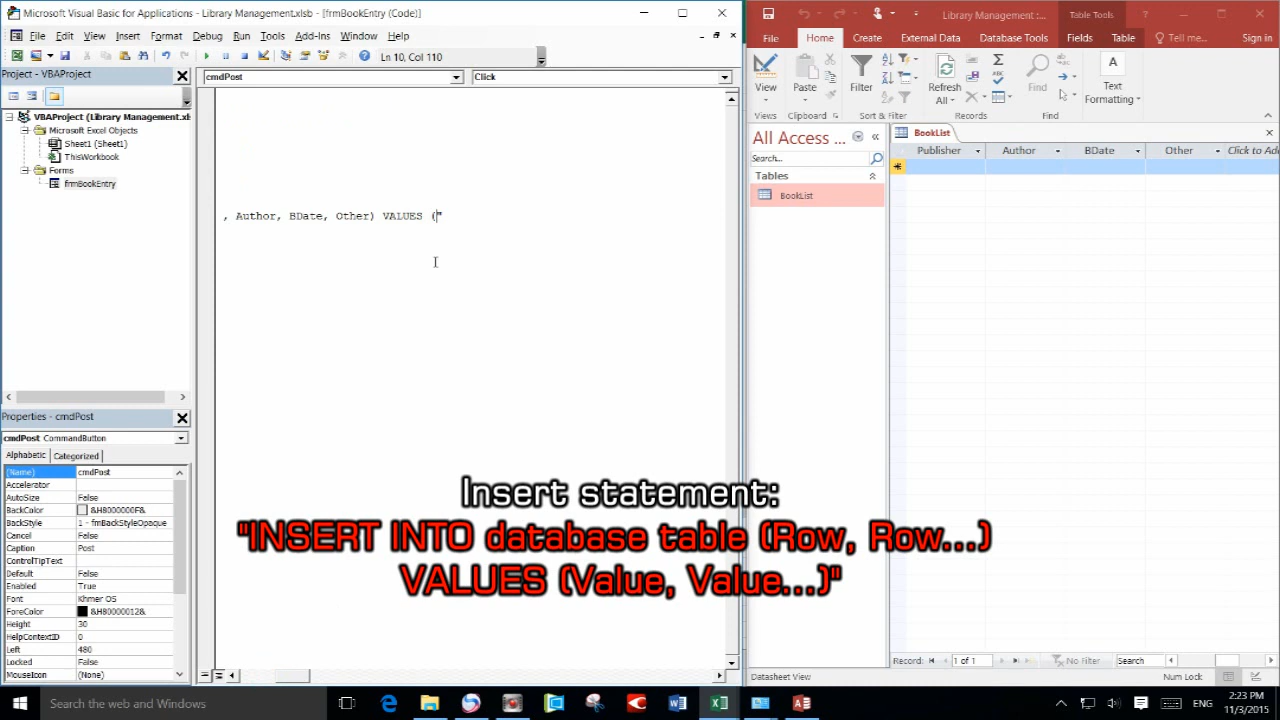 Microsoft Visual Basic for Applications - Library Management.xlsb - [frmBookEntry (Code)]
File Edit View Insert Format Debug Run Tools Add-Ins Window Help
Ln 10, Col 110
Project - VBAProject
VBAProject (Library Management.xlsb
Microsoft Excel Objects
Sheet1 (Sheet1)
ThisWorkbook
Forms
frmBookEntry
Properties - cmdPost
cmdPost CommandButton
Alphabetic Categorized
(Name) cmdPost
Accelerator
AutoSize False
BackColor &H8000000F&
BackStyle 1 - fmBackStyleOpaque
Cancel False
Caption Post
ControlTipText
Default False
Enabled True
Font Khmer OS
ForeColor &H80000012&
Height 30
HelpContextID 0
Left 480
Locked False
MouseIcon (None)
cmdPost Click
, Author, BDate, Other) VALUES ("
Library Management :... Table Tools
Sign in
File Home Create External Data Database Tools Fields Table Tell me...
View Paste Filter Refresh All Find Text Formatting
Clipboard Sort & Filter Records Find
All Access ...
Search...
Tables
BookList
BookList
Publisher Author BDate Other Click to Add
Record: 1 of 1 No Filter Search
Datasheet View Num Lock
Insert statement:
"INSERT INTO database table (Row, Row...)
VALUES (Value, Value...)"
Search the web and Windows
ENG
2:23 PM
11/3/2015